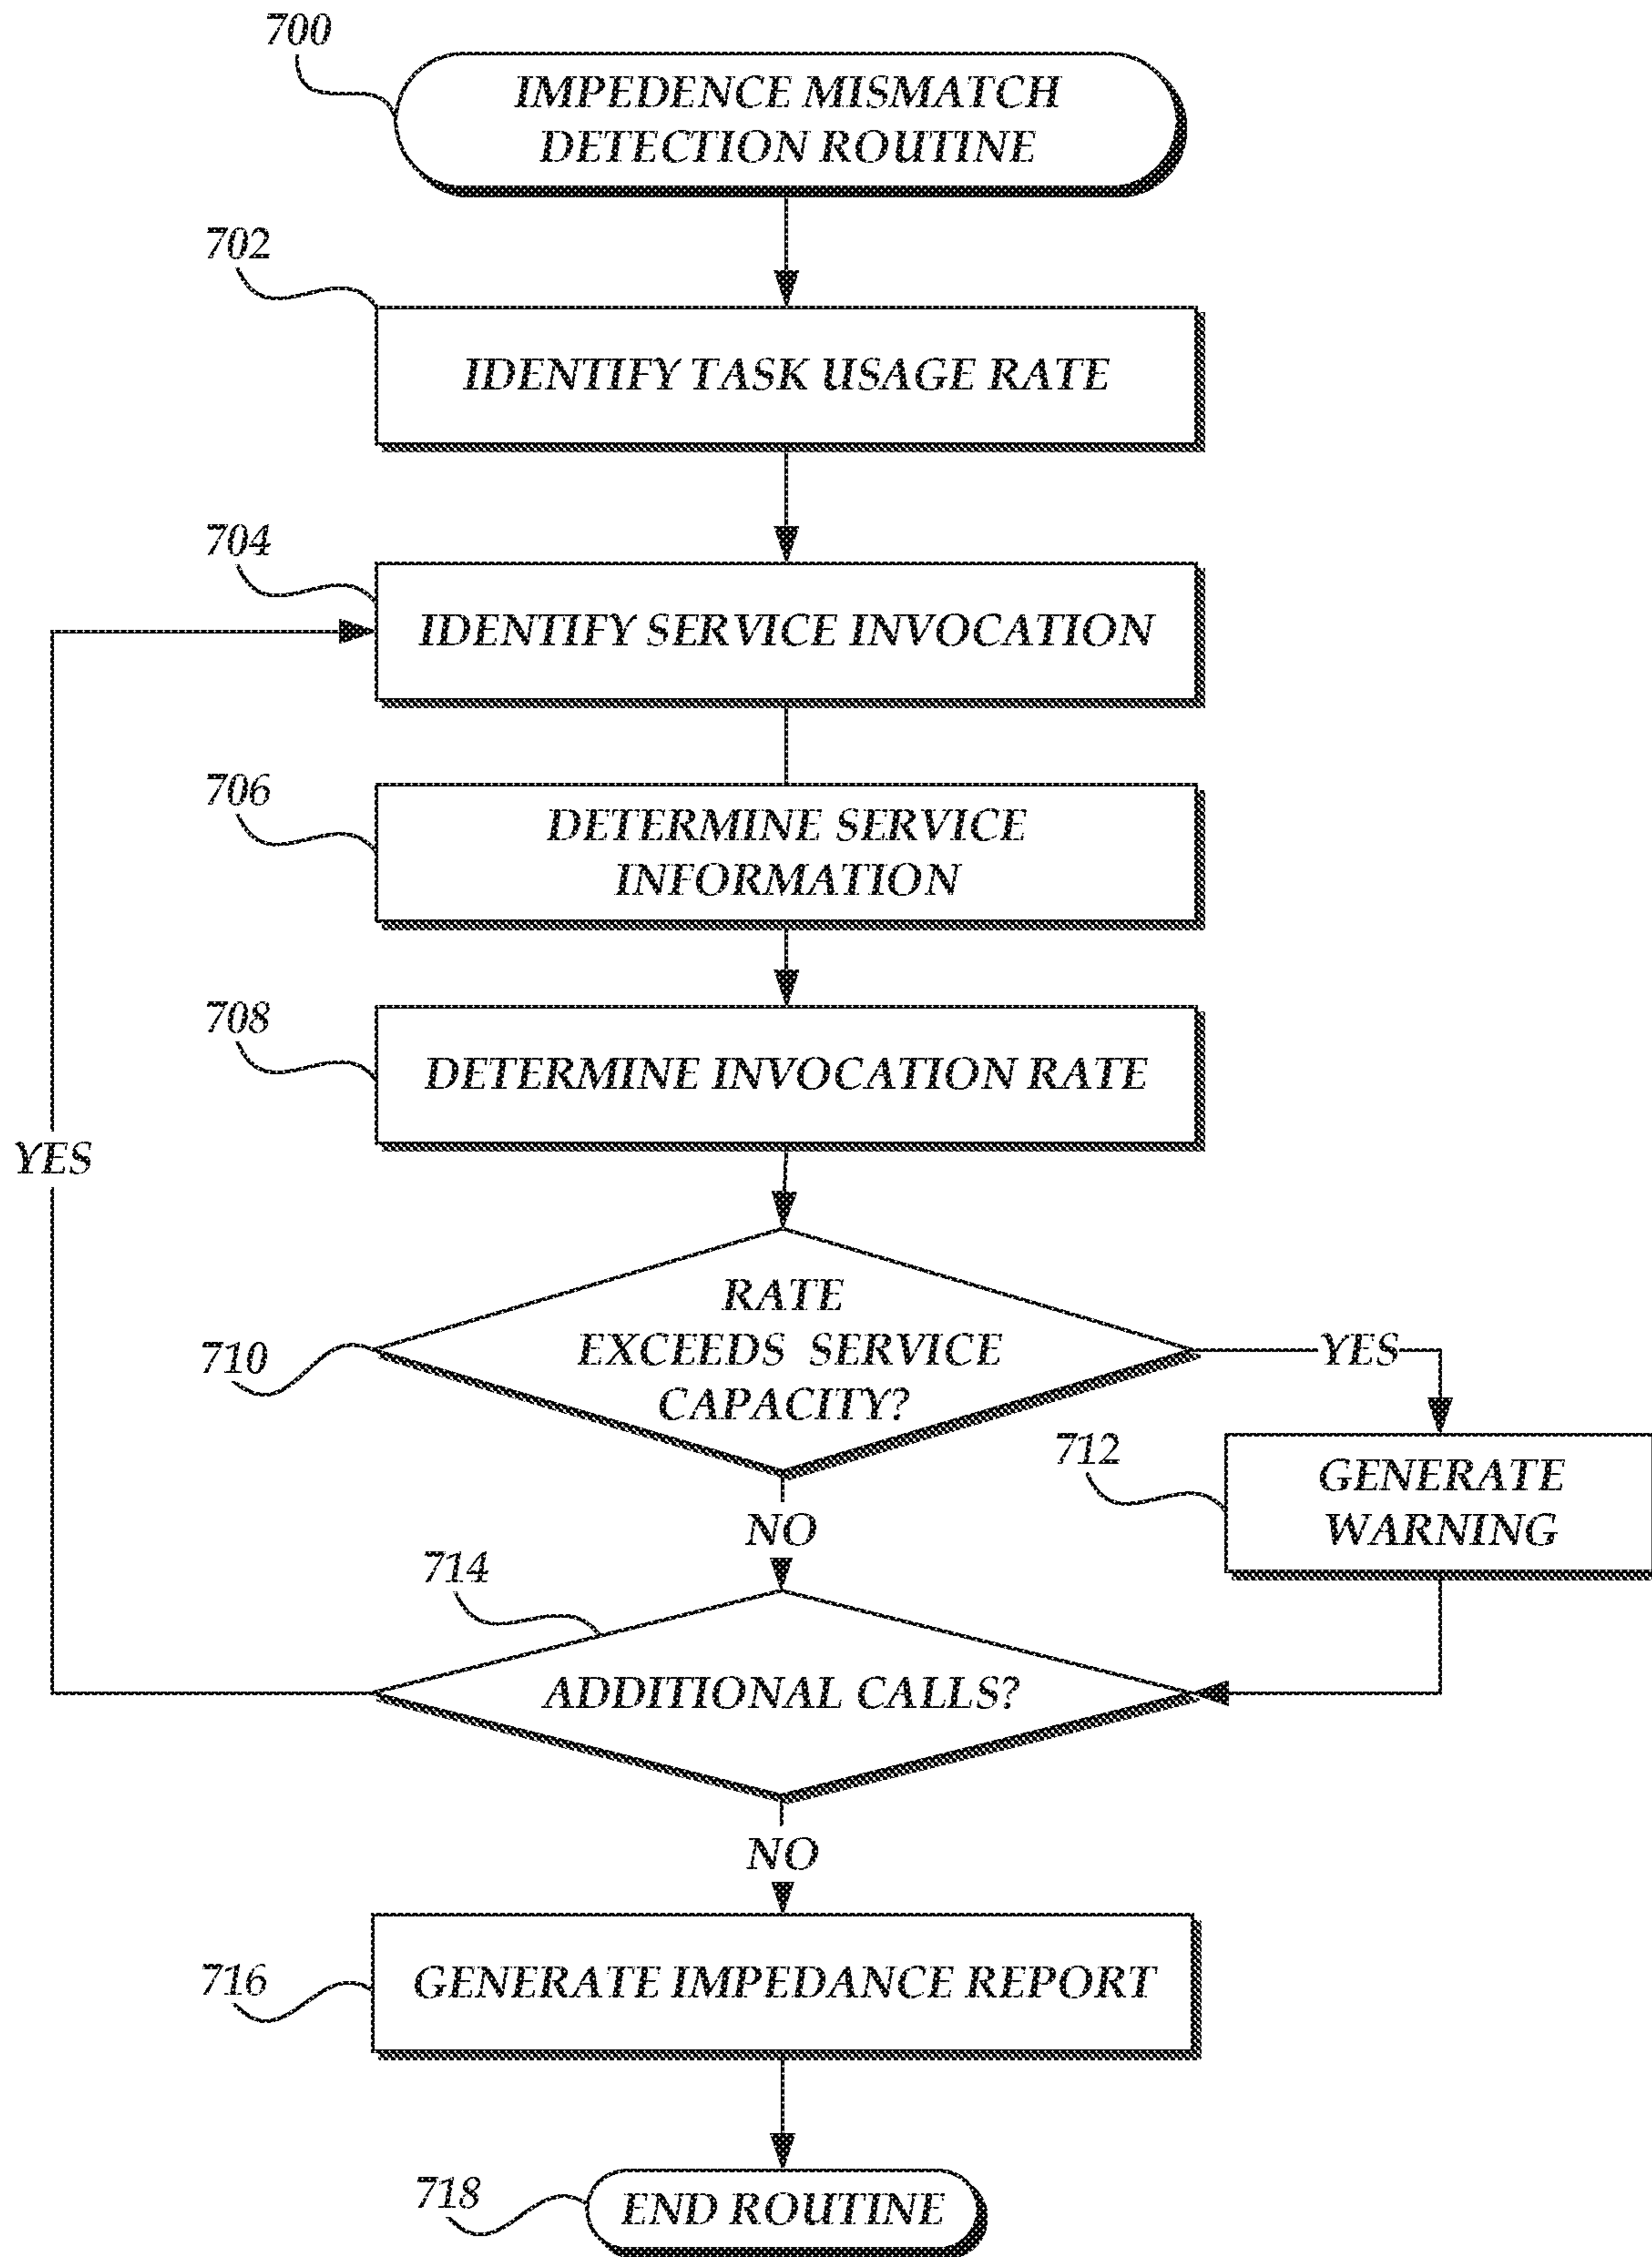 700
IMPEDENCE MISMATCH
DETECTION ROUTINE
702
IDENTIFY TASK USAGE RATE
704
IDENTIFY SERVICE INVOCATION
706
DETERMINE SERVICE
INFORMATION
708
DETERMINE INVOCATION RATE
YES
710
RATE
EXCEEDS SERVICE
CAPACITY?
YES
712
GENERATE
WARNING
NO
714
ADDITIONAL CALLS?
NO
716
GENERATE IMPEDANCE REPORT
718
END ROUTINE